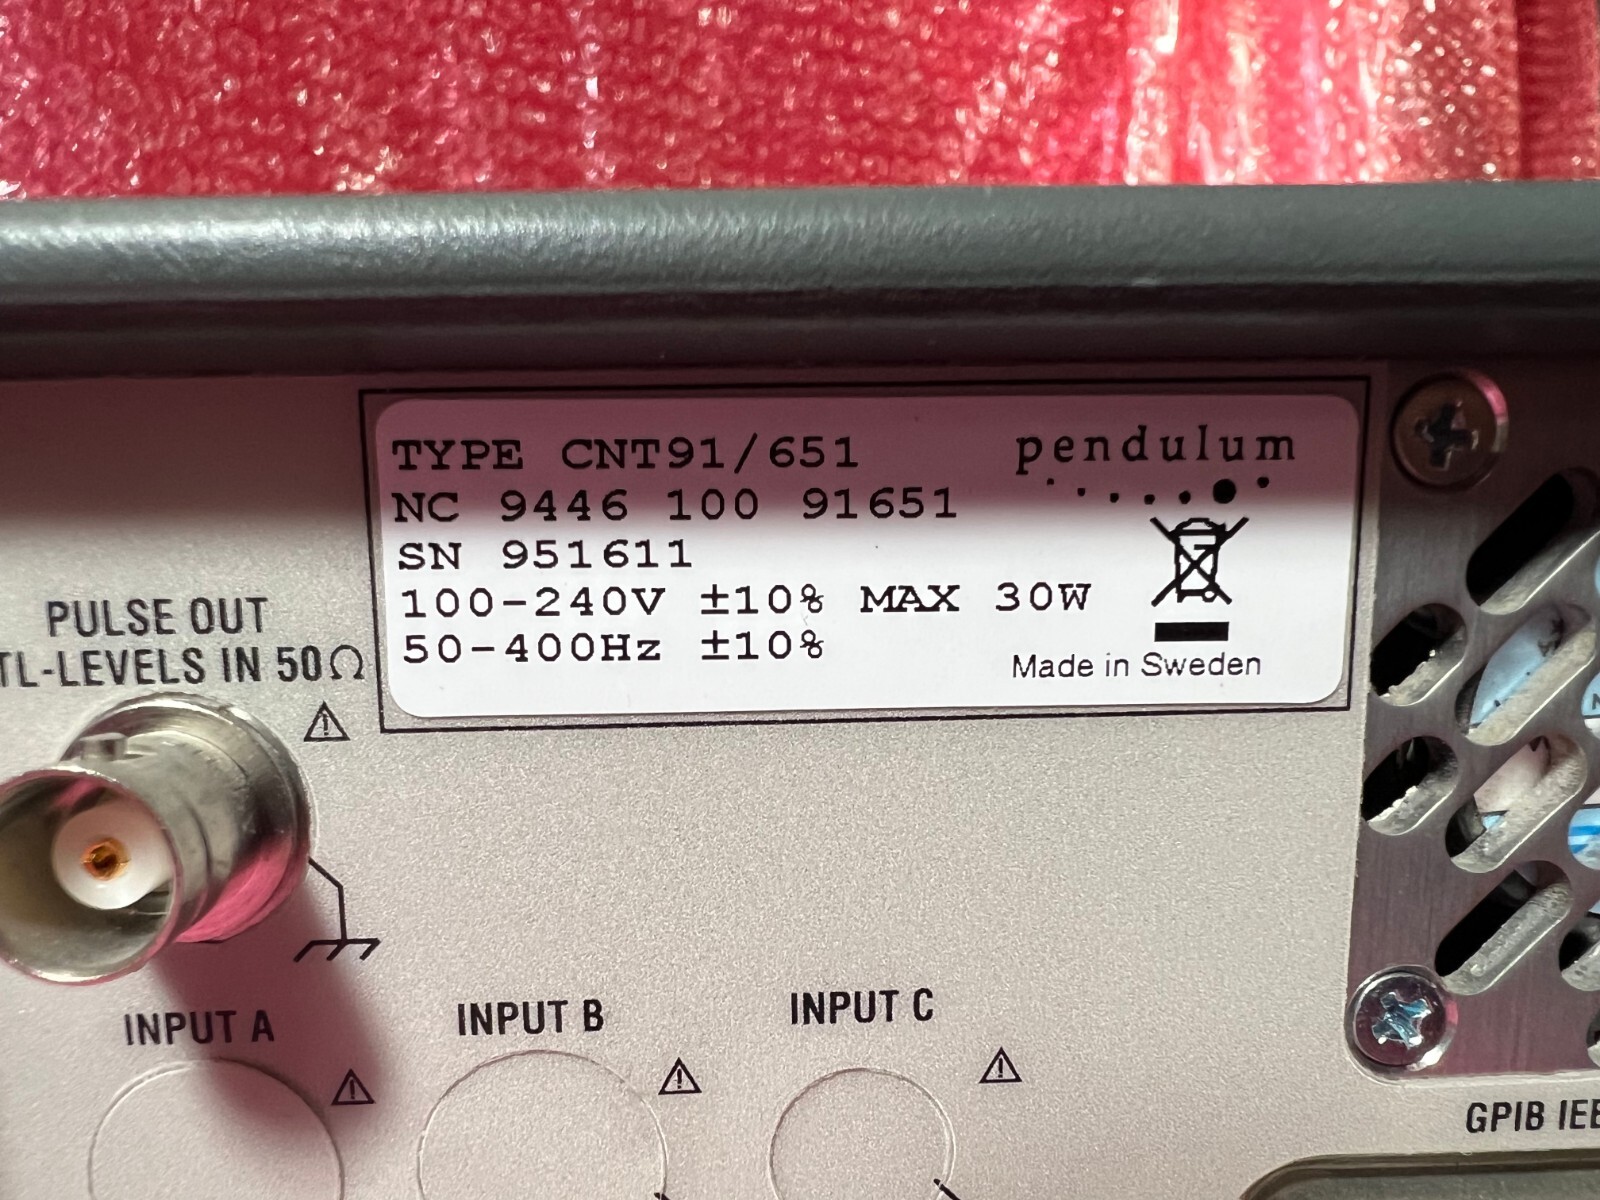 TYPE CNT91/651
pendulum
NC 9446 100 91651
SN 951611
100-240V ±10% MAX 30W
50-400Hz ±10%
Made in Sweden
PULSE OUT
TL-LEVELS IN 50Ω
INPUT A
INPUT B
INPUT C
GPIB IEE